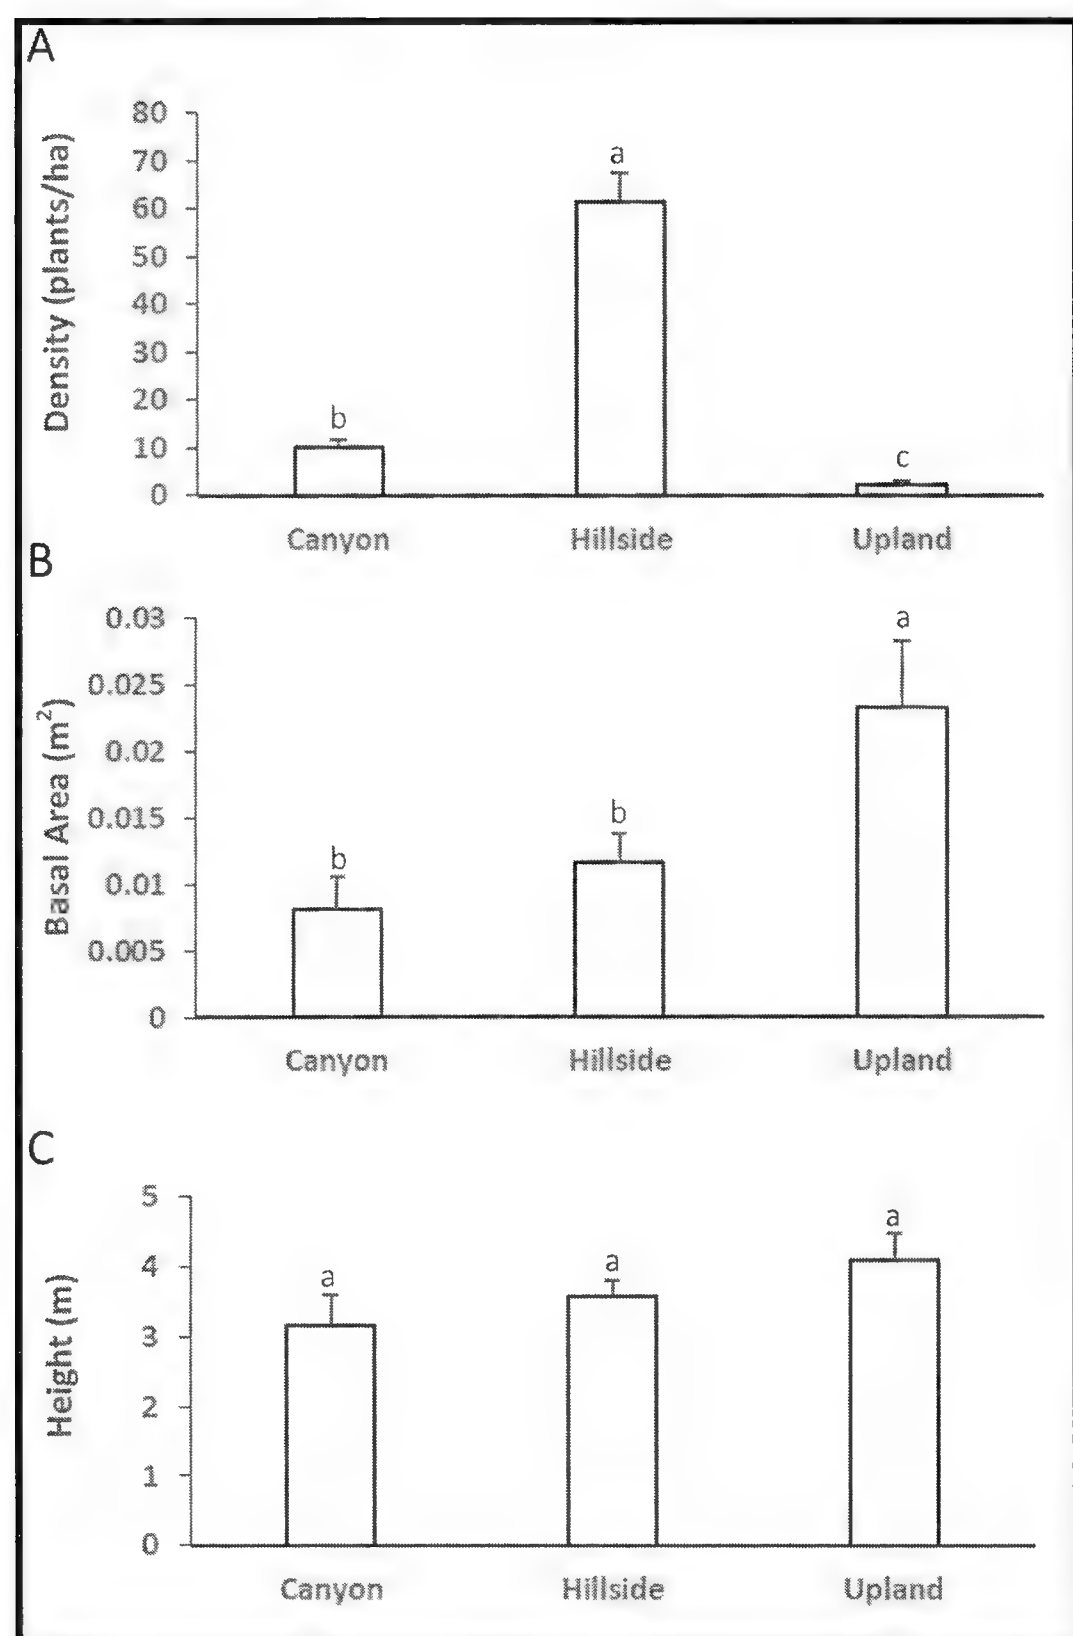 A
Density (plants/ha)
80
70
60
50
40
30
20
10
0
b
a
c
Canyon Hillside Upland
B
Basal Area (m²)
0.03
0.025
0.02
0.015
0.01
0.005
0
b
b
a
Canyon Hillside Upland
C
Height (m)
5
4
3
2
1
0
a
a
a
Canyon Hillside Upland